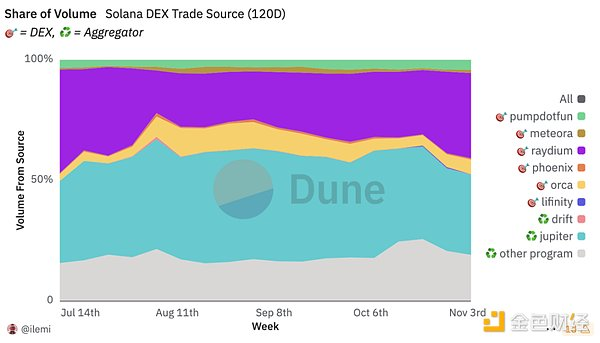 Share of Volume Solana DEX Trade Source (120D)
= DEX, = Aggregator
100%
50%
0
Volume From Source
Jul 14th
Aug 11th
Sep 8th
Oct 6th
Nov 3rd
Week
Dune
All
pumpdotfun
meteora
raydium
phoenix
orca
lifinity
drift
jupiter
other program
@ilemi
金色财经